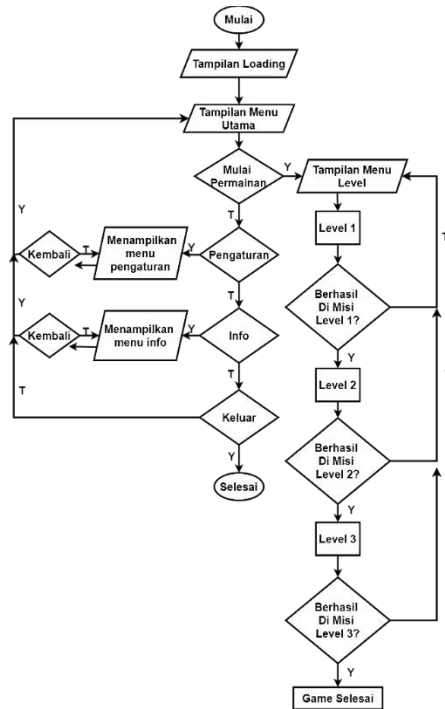 Mulai
Tampilan Loading
Tampilan Menu
Utama
Mulai
Permainan
Y
Tampilan Menu
Level
T
Level 1
Y
Kembali
T
Menampilkan
menu
pengaturan
Y
Pengaturan
T
T
Berhasil
Di Misi
Level 1?
Y
Kembali
T
Menampilkan
menu info
Y
Info
Y
Level 2
T
T
Keluar
Y
Selesai
Berhasil
Di Misi
Level 2?
Y
Level 3
Berhasil
Di Misi
Level 3?
Y
Game Selesai